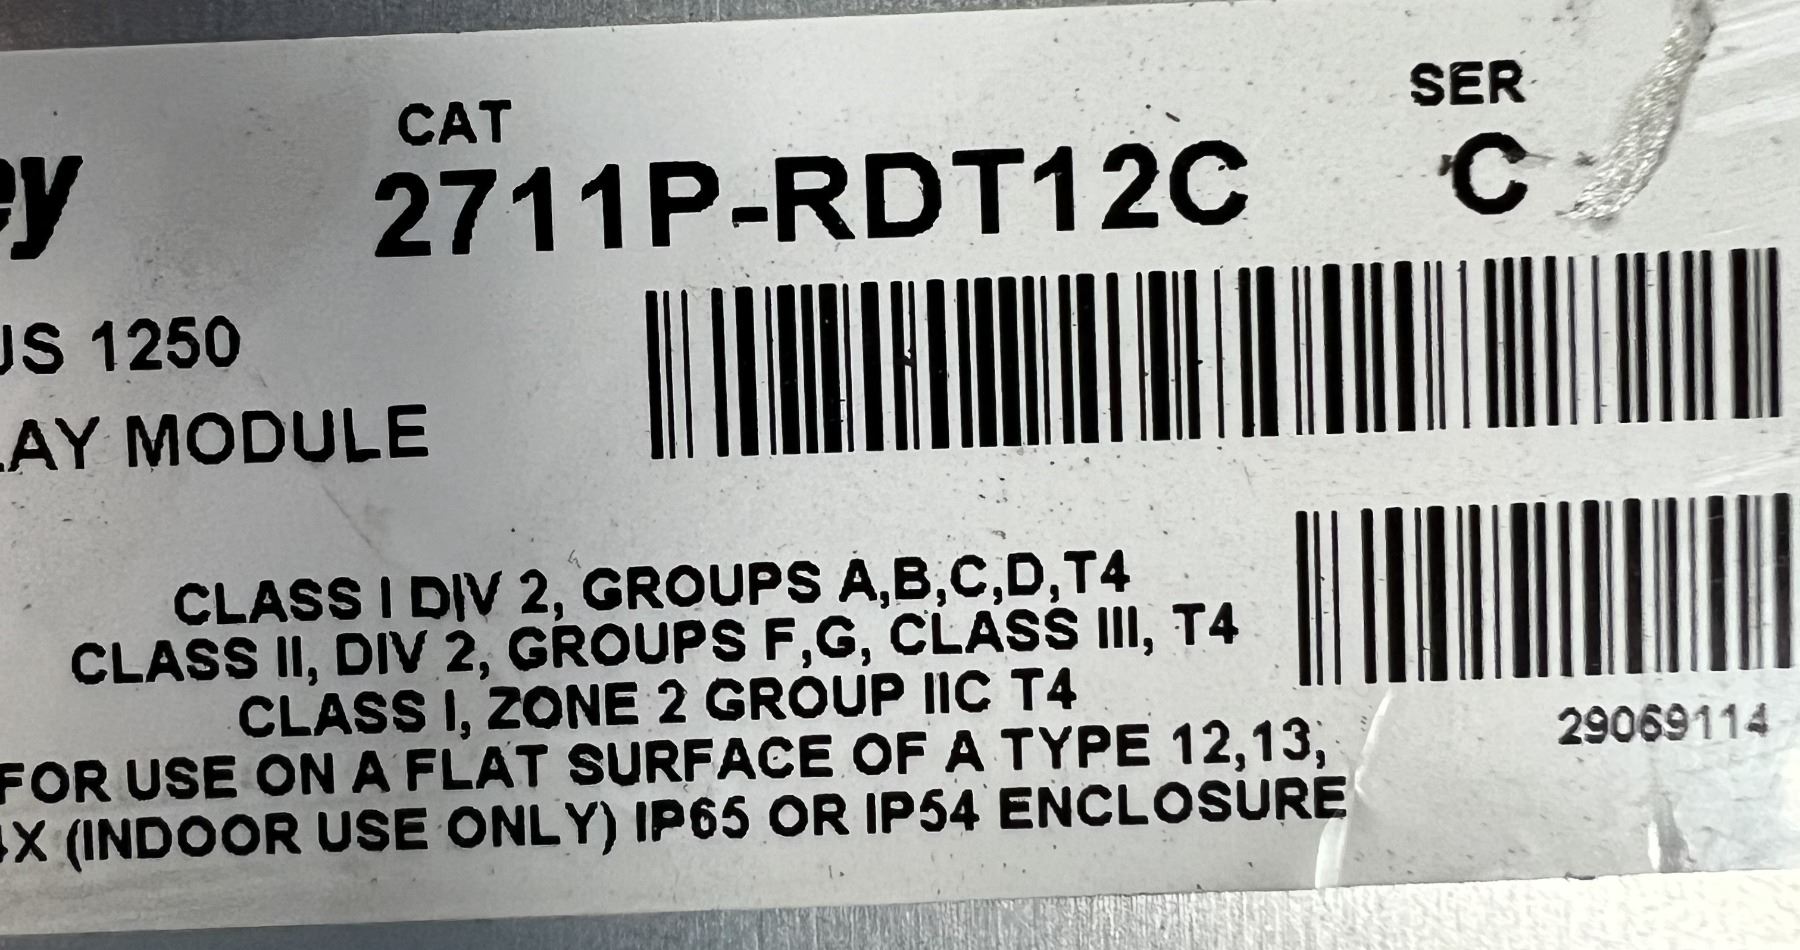 CAT
SER
ey
2711P-RDT12C
C
US 1250
LAY MODULE
CLASS I DIV 2, GROUPS A,B,C,D,T4
CLASS II, DIV 2, GROUPS F,G, CLASS III, T4
CLASS I, ZONE 2 GROUP IIC T4
29069114
FOR USE ON A FLAT SURFACE OF A TYPE 12,13,
4X (INDOOR USE ONLY) IP65 OR IP54 ENCLOSURE